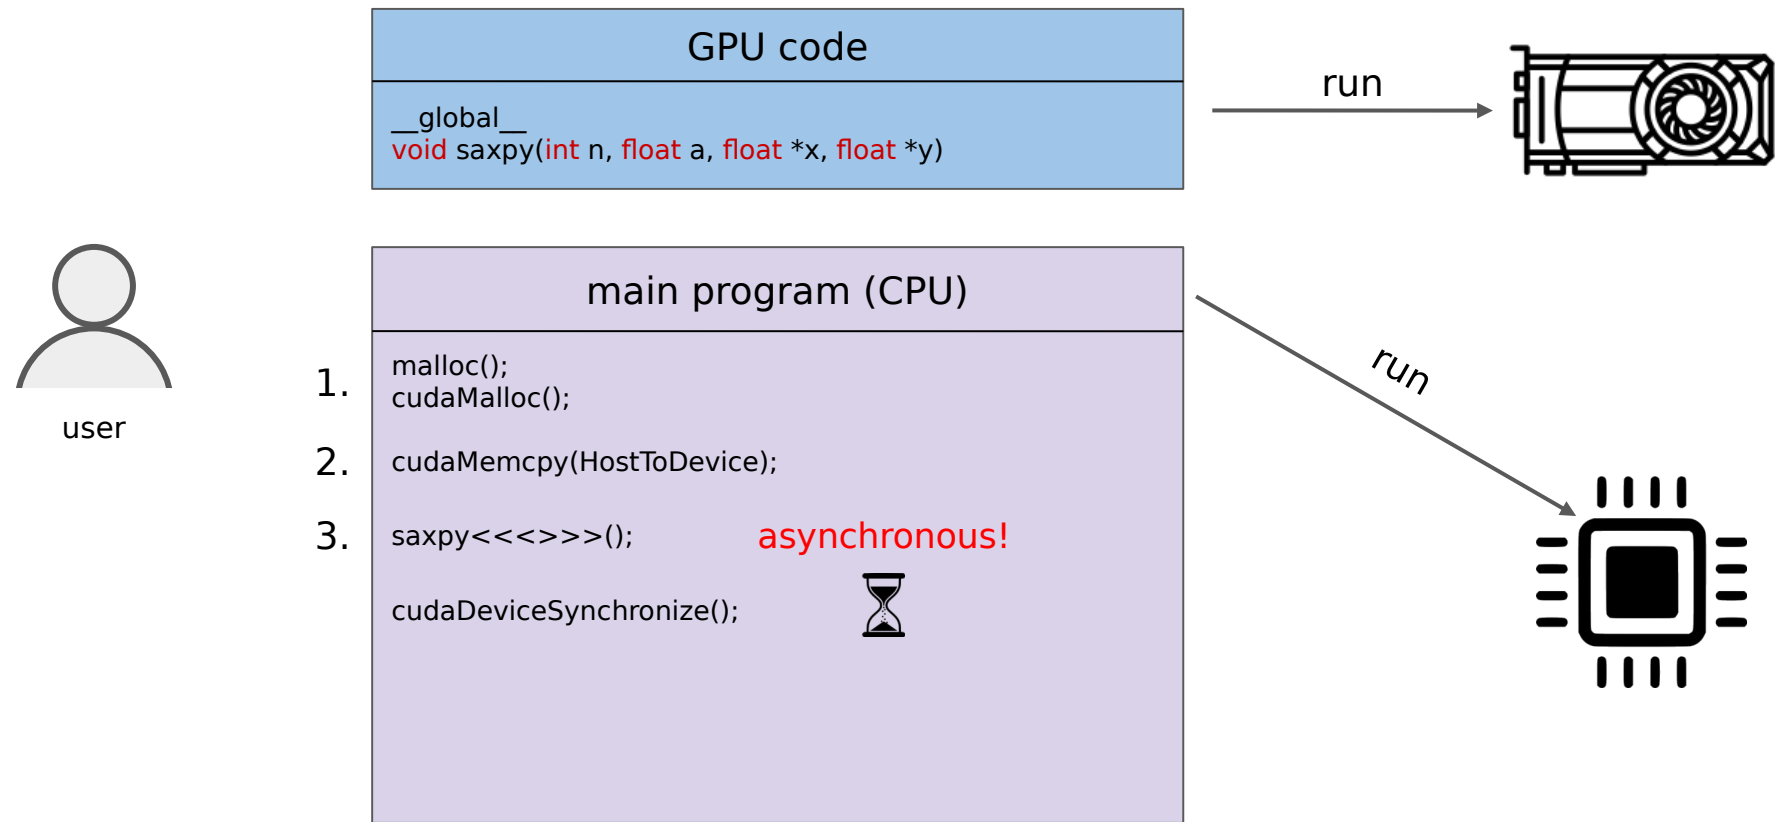 GPU code
__global__
void saxpy(int n, float a, float *x, float *y)
run
user
main program (CPU)
1.
malloc();
cudaMalloc();
2.
cudaMemcpy(HostToDevice);
3.
saxpy<<<>>>();
asynchronous!
cudaDeviceSynchronize();
run